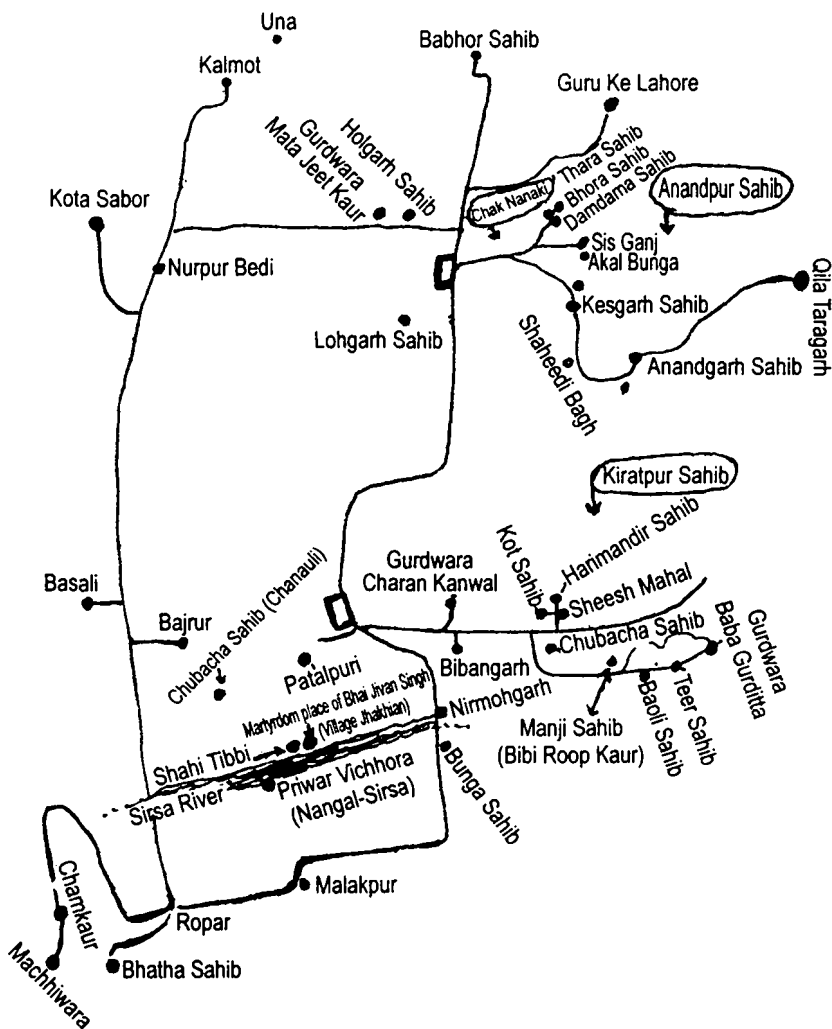 Una
Babhor Sahib
Kalmot
Guru Ke Lahore
Holgarh Sahib
Gurdwara
Mata Jeet Kaur
Thara Sahib
Bhora Sahib
Damdama Sahib
Chak Nanaki
Anandpur Sahib
Kota Sabor
Sis Ganj
Akal Bunga
Nurpur Bedi
Qila Taragarh
Kesgarh Sahib
Lohgarh Sahib
Shaheedi Bagh
Anandgarh Sahib
Kiratpur Sahib
Harimandir Sahib
Kot Sahib
Gurdwara
Charan Kanwal
Sheesh Mahal
Basali
Bajrur
Chubacha Sahib (Chanauli)
Chubacha Sahib
Gurdwara
Baba Gurditta
Patalpuri
Bibangarh
Teer Sahib
Baoli Sahib
Manji Sahib
(Bibi Roop Kaur)
Martyrdom place of Bhai Jivan Singh
(Village Jhakhian)
Nirmohgarh
Shahi Tibbi
Bunga Sahib
Sirsa River
Priwar Vichhora
(Nangal-Sirsa)
Malakpur
Chamkaur
Ropar
Machhiwara
Bhatha Sahib